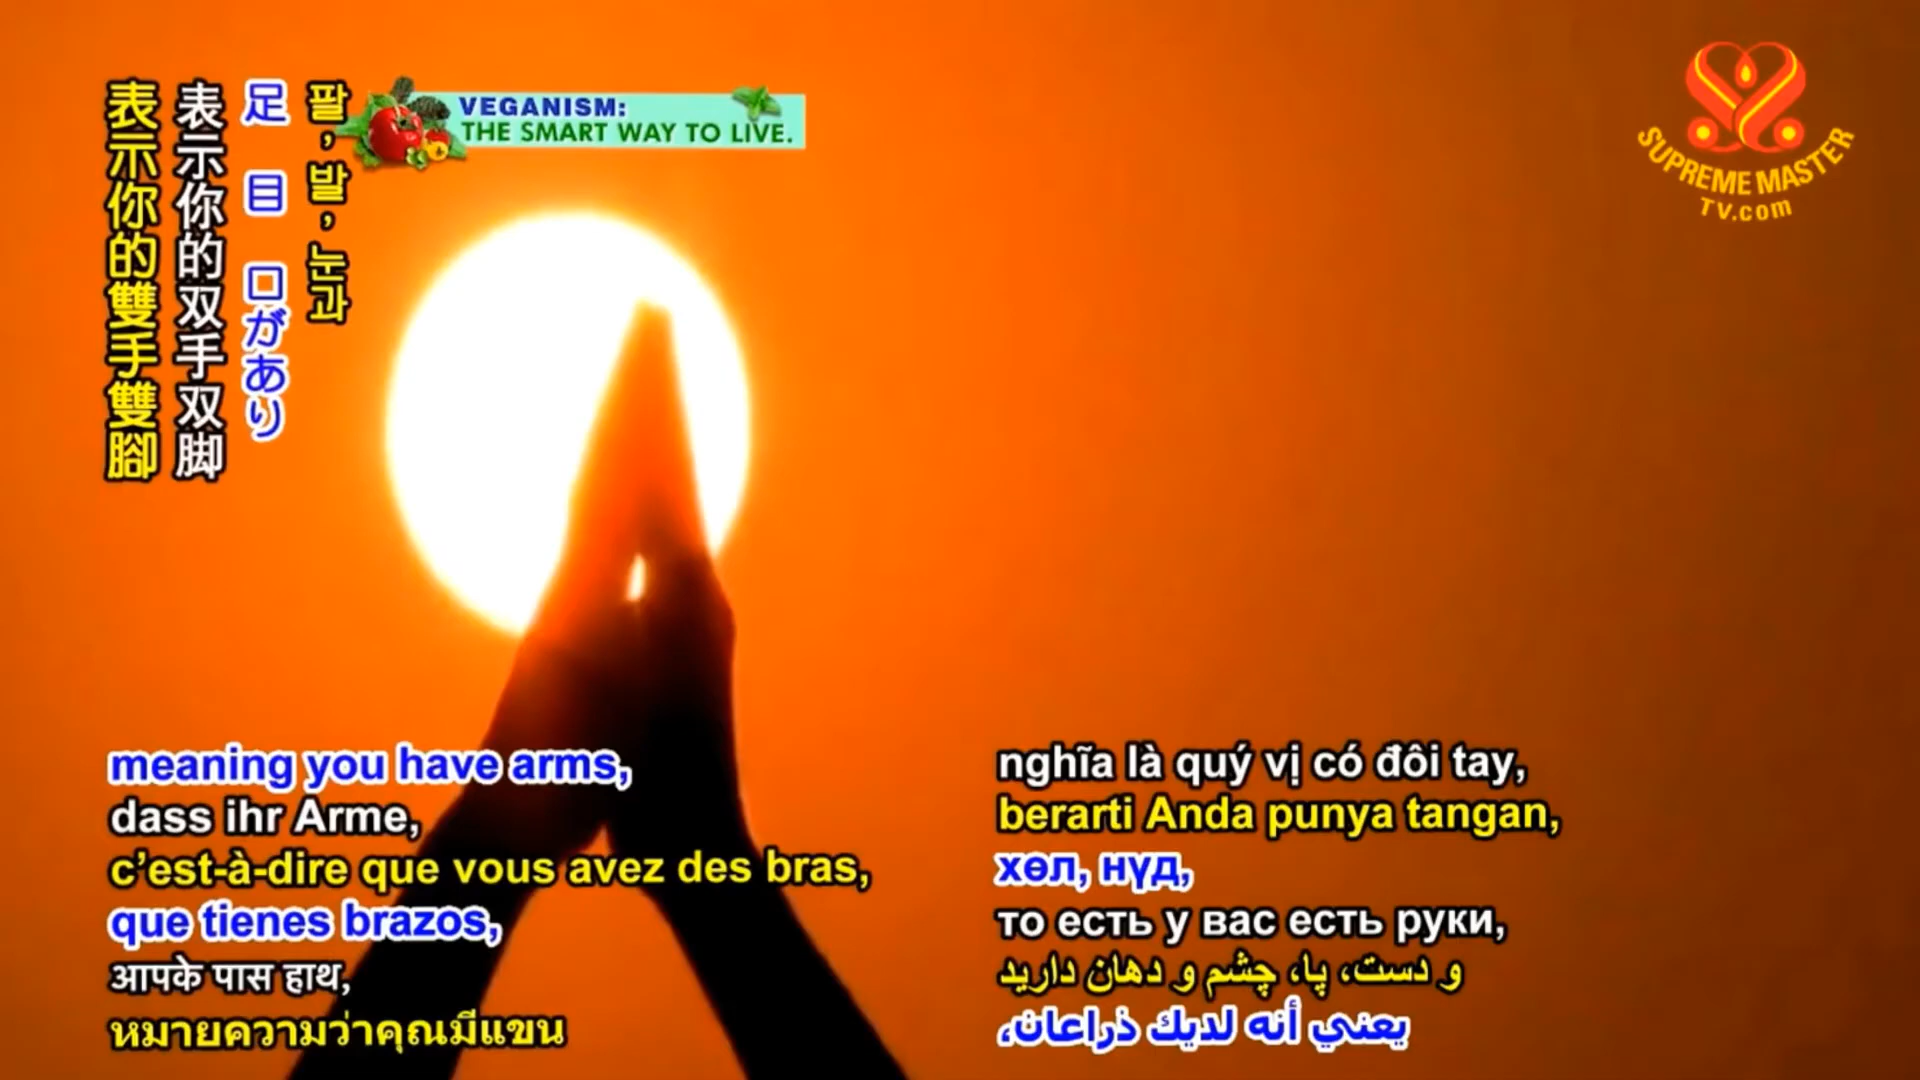 表示你的雙手雙腳
表示你的双手双脚
足 目 口があり
팔, 발, 눈과
VEGANISM:
THE SMART WAY TO LIVE.
SUPREME MASTER
TV.com
meaning you have arms,
dass ihr Arme,
c’est-à-dire que vous avez des bras,
que tienes brazos,
आपके पास हाथ,
หมายความว่าคุณมีแขน
nghĩa là quý vị có đôi tay,
berarti Anda punya tangan,
хөл, нүд,
то есть у вас есть руки,
و دست، پا، چشم و دهان دارید
يعني أنه لديك ذراعان،